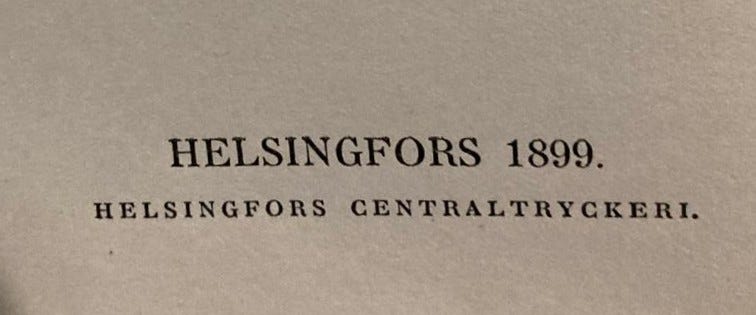 HELSINGFORS 1899.
HELSINGFORS CENTRALTRYCKERI.